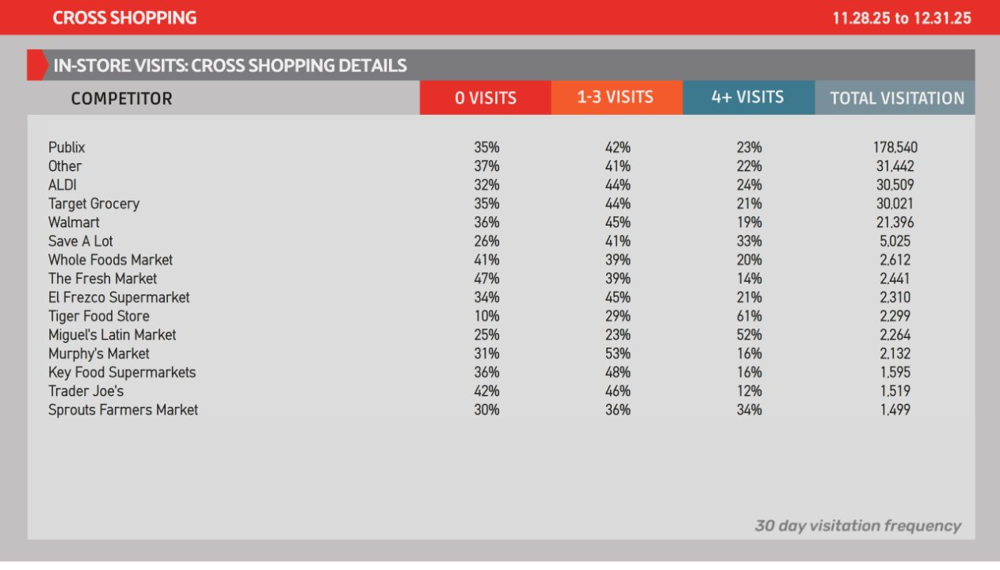 CROSS SHOPPING 11.28.25 to 12.31.25
IN-STORE VISITS: CROSS SHOPPING DETAILS
COMPETITOR 0 VISITS 1-3 VISITS 4+ VISITS TOTAL VISITATION
Publix 35% 42% 23% 178,540
Other 37% 41% 22% 31,442
ALDI 32% 44% 24% 30,509
Target Grocery 35% 44% 21% 30,021
Walmart 36% 45% 19% 21,396
Save A Lot 26% 41% 33% 5,025
Whole Foods Market 41% 39% 20% 2,612
The Fresh Market 47% 39% 14% 2,441
El Frezco Supermarket 34% 45% 21% 2,310
Tiger Food Store 10% 29% 61% 2,299
Miguel's Latin Market 25% 23% 52% 2,264
Murphy's Market 31% 53% 16% 2,132
Key Food Supermarkets 36% 48% 16% 1,595
Trader Joe's 42% 46% 12% 1,519
Sprouts Farmers Market 30% 36% 34% 1,499
30 day visitation frequency